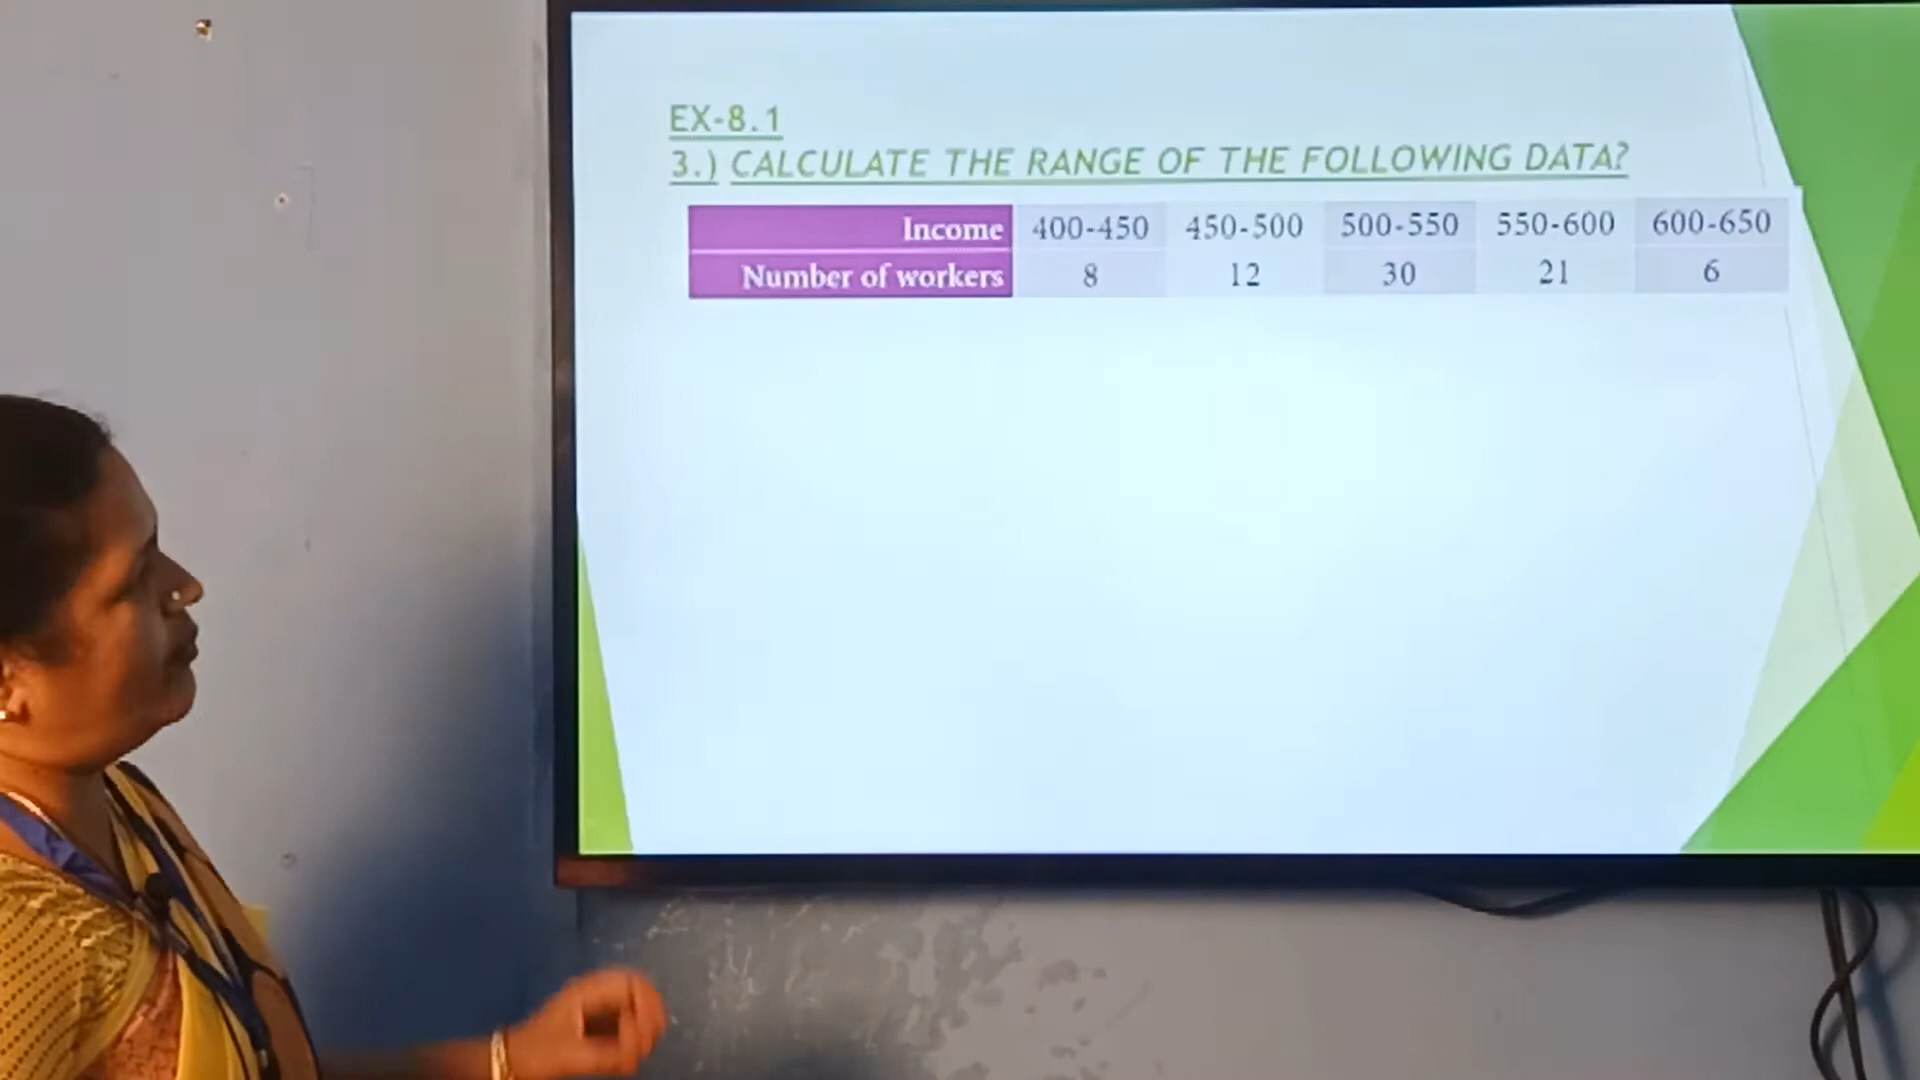 EX-8.1
3.) CALCULATE THE RANGE OF THE FOLLOWING DATA?
Income 400-450 450-500 500-550 550-600 600-650
Number of workers 8 12 30 21 6